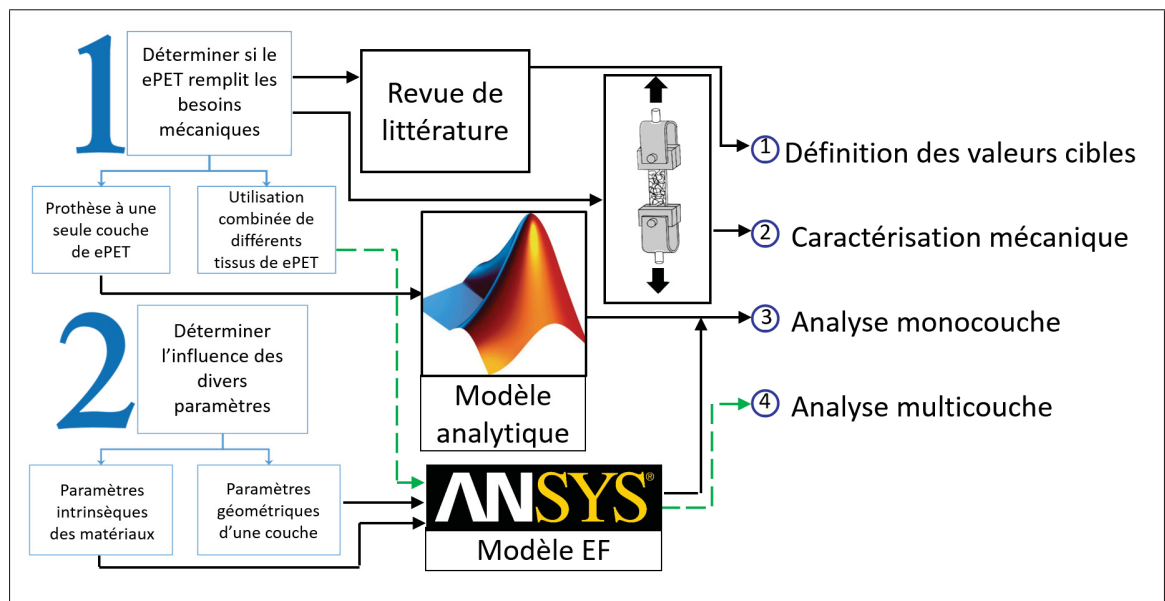 1
Déterminer si le
ePET remplit les
besoins
mécaniques
Prothèse à une
seule couche
de ePET
Utilisation
combinée de
différents
tissus de ePET
2
Déterminer
l’influence des
divers
paramètres
Paramètres
intrinsèques
des matériaux
Paramètres
géométriques
d’une couche
Revue de
littérature
Modèle
analytique
ANSYS®
Modèle EF
1 Définition des valeurs cibles
2 Caractérisation mécanique
3 Analyse monocouche
4 Analyse multicouche